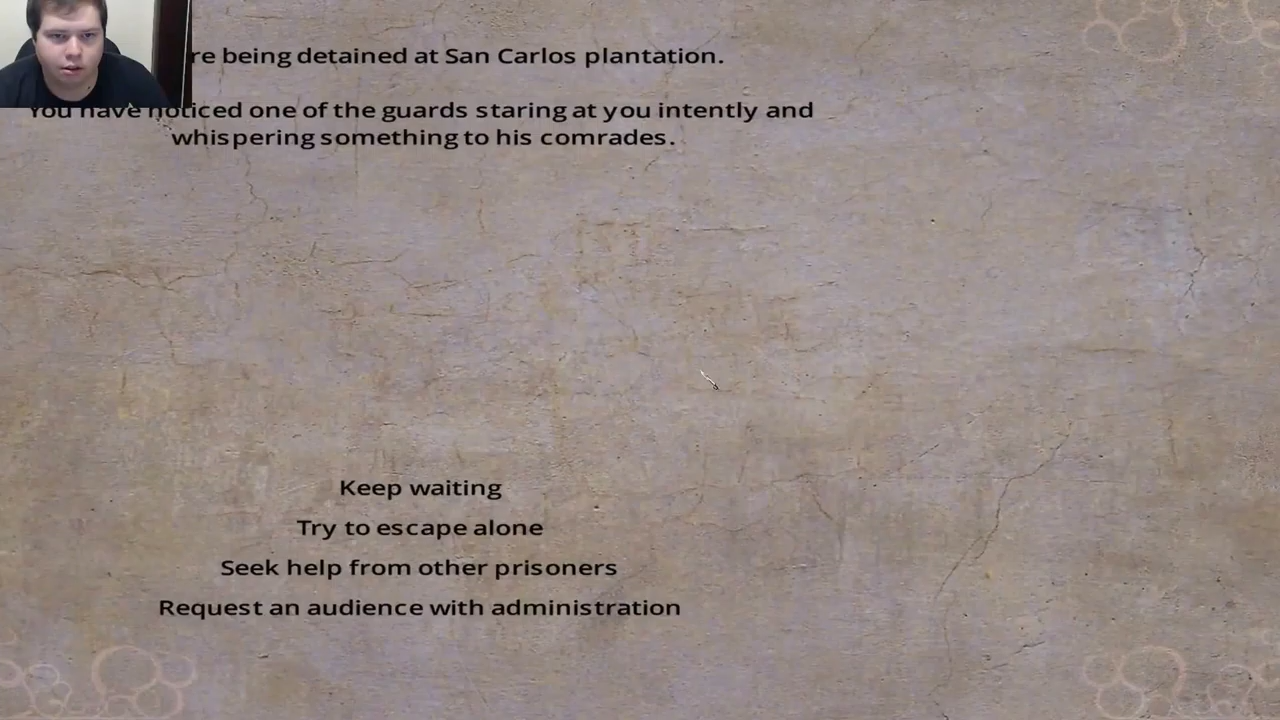 re being detained at San Carlos plantation.
You have noticed one of the guards staring at you intently and
whispering something to his comrades.
Keep waiting
Try to escape alone
Seek help from other prisoners
Request an audience with administration